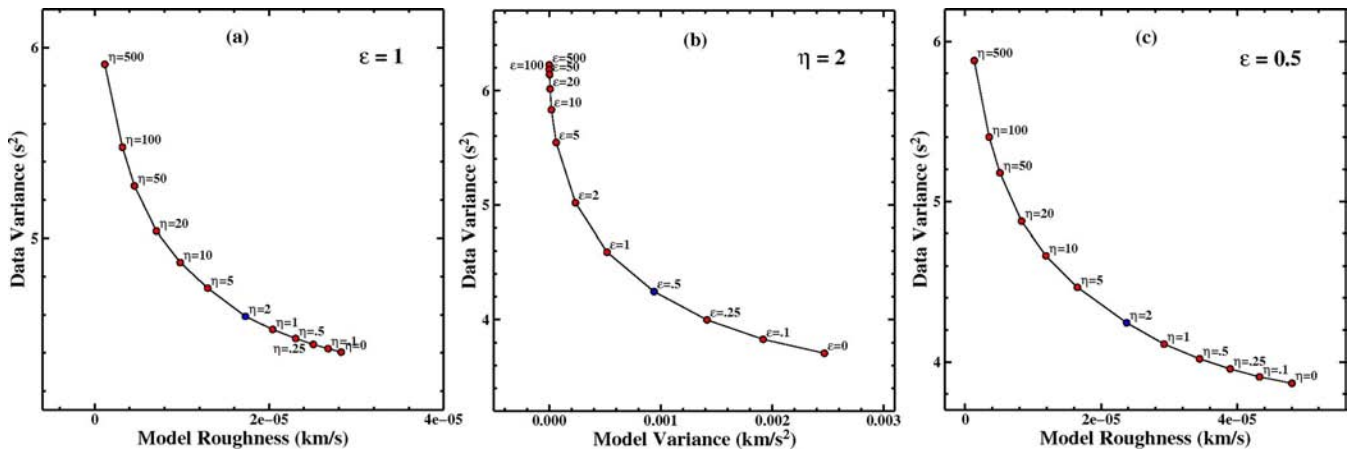 (a)
ε = 1
6
5
η=500
η=100
η=50
η=20
η=10
η=5
η=2
η=1
η=.5
η=.25
η=.1
η=0
0
2e-05
4e-05
Data Variance (s²)
Model Roughness (km/s)
(b)
η = 2
6
5
4
ε=500
ε=100
ε=50
ε=20
ε=10
ε=5
ε=2
ε=1
ε=.5
ε=.25
ε=.1
ε=0
0.000
0.001
0.002
0.003
Data Variance (s²)
Model Variance (km/s²)
(c)
ε = 0.5
6
5
4
η=500
η=100
η=50
η=20
η=10
η=5
η=2
η=1
η=.5
η=.25
η=.1
η=0
0
2e-05
4e-05
Data Variance (s²)
Model Roughness (km/s)